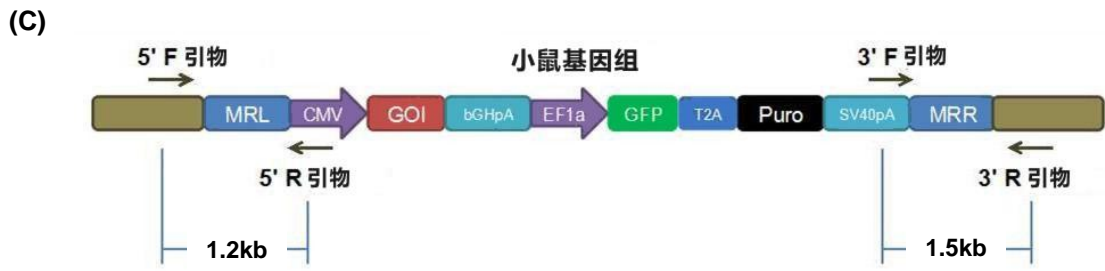 (C)
5' F 引物
小鼠基因组
3' F 引物
MRL CMV GOI bGHpA EF1a GFP T2A Puro SV40pA MRR
5' R 引物
3' R 引物
1.2kb
1.5kb